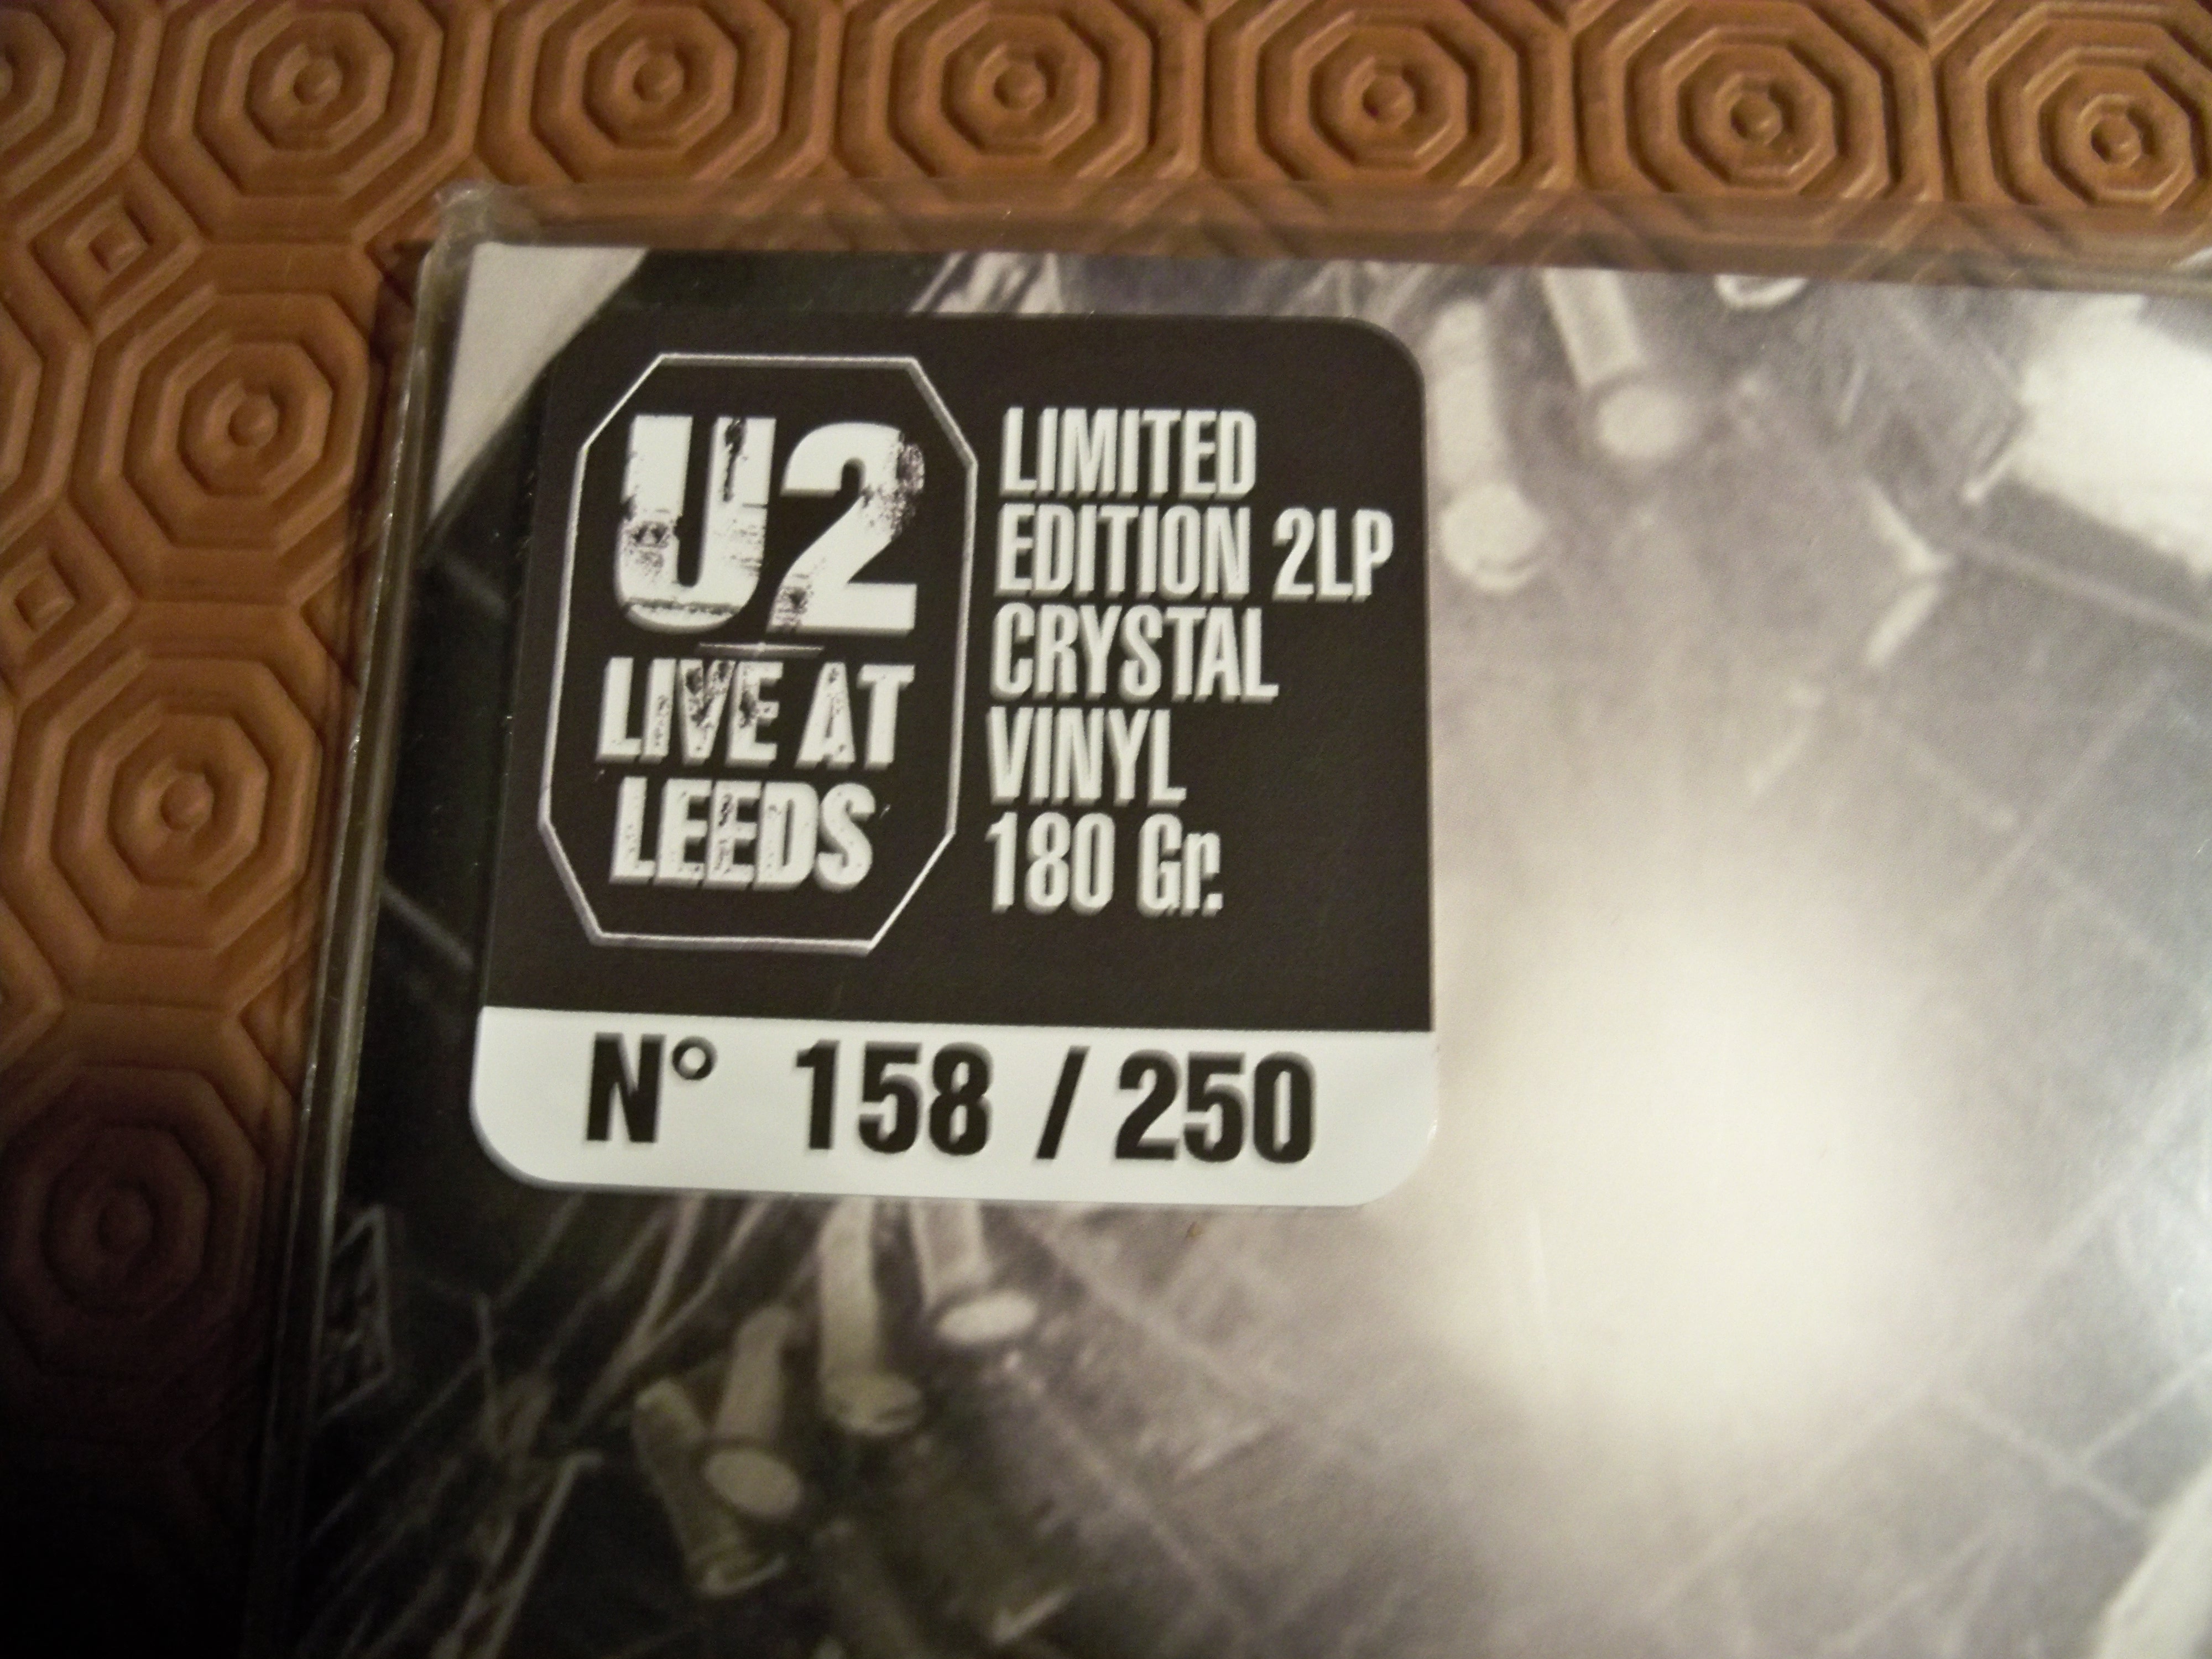 U2
LIVE AT
LEEDS
LIMITED
EDITION 2LP
CRYSTAL
VINYL
180 Gr.
N° 158 / 250